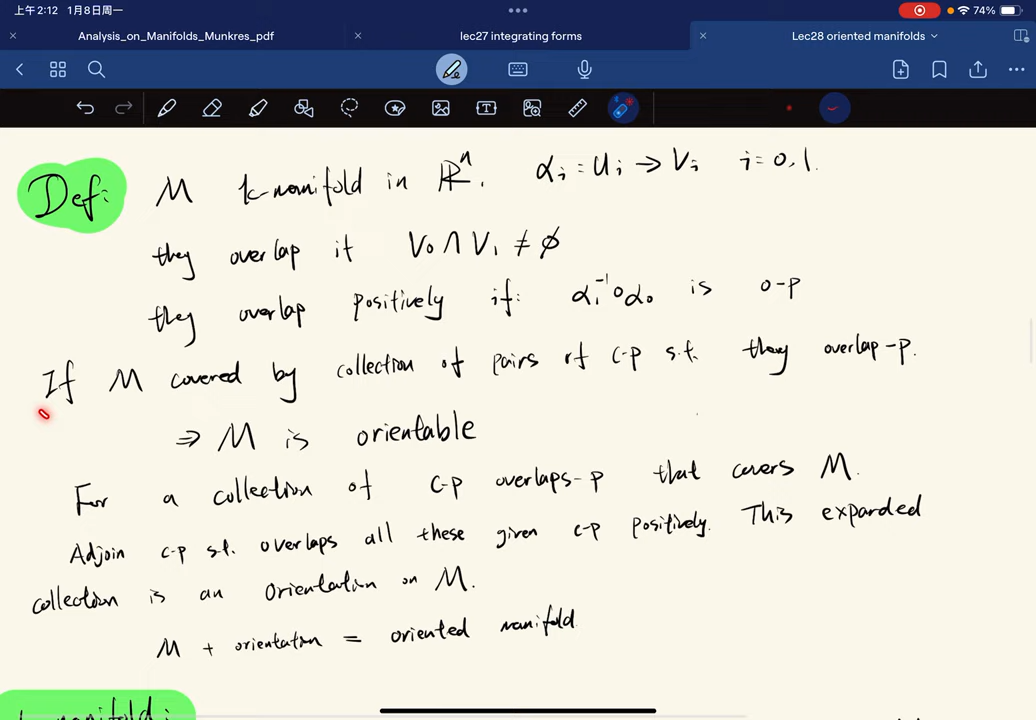 上午2:12 1月8日周一
74%
Analysis_on_Manifolds_Munkres_pdf
lec27 integrating forms
Lec28 oriented manifolds
Def:
M k-manifold in ℝⁿ. αᵢ = Uᵢ → Vᵢ i=0,1.
they overlap if V₀ ∩ V₁ ≠ ∅
they overlap positively if: α₁⁻¹∘α₀ is o-p
If M covered by collection of pairs of c-p s.t. they overlap-p.
⇒ M is orientable
For a collection of c-p overlaps-p that covers M.
Adjoin c-p s.t. overlaps all these given c-p positively. This expanded
collection is an Orientation on M.
M + orientation = oriented manifold.